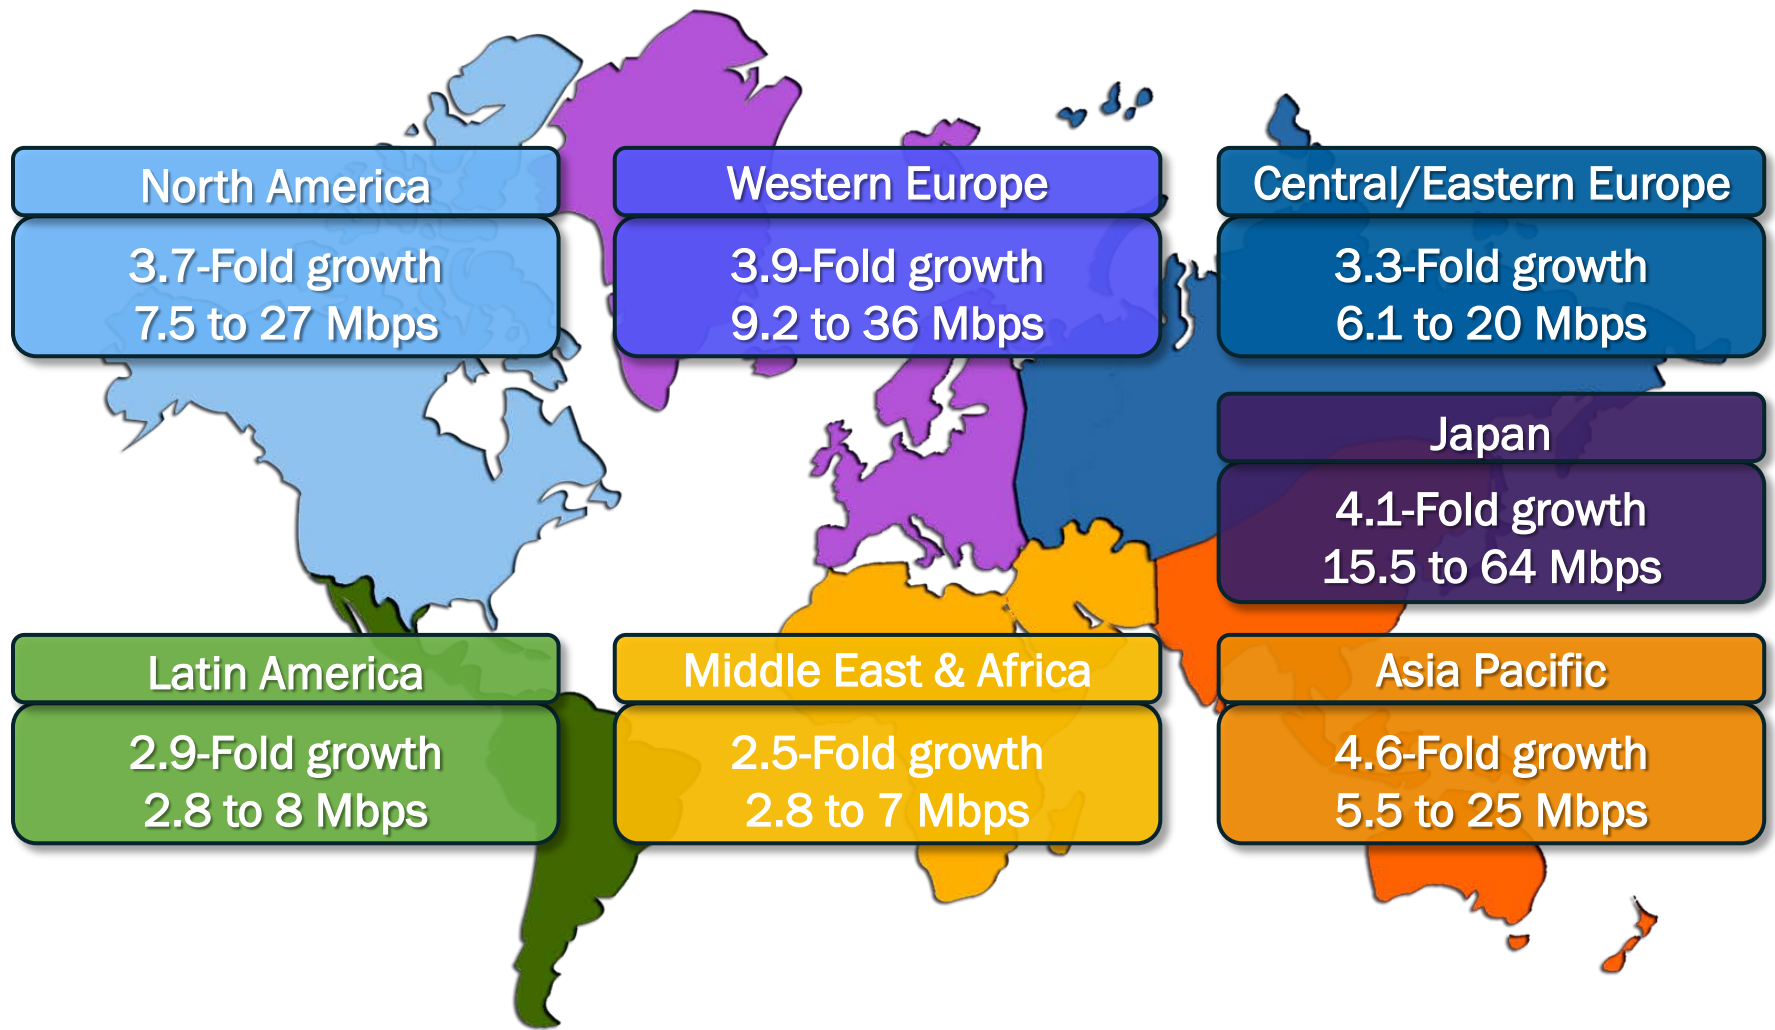 North America
3.7-Fold growth
7.5 to 27 Mbps
Western Europe
3.9-Fold growth
9.2 to 36 Mbps
Central/Eastern Europe
3.3-Fold growth
6.1 to 20 Mbps
Japan
4.1-Fold growth
15.5 to 64 Mbps
Latin America
2.9-Fold growth
2.8 to 8 Mbps
Middle East & Africa
2.5-Fold growth
2.8 to 7 Mbps
Asia Pacific
4.6-Fold growth
5.5 to 25 Mbps